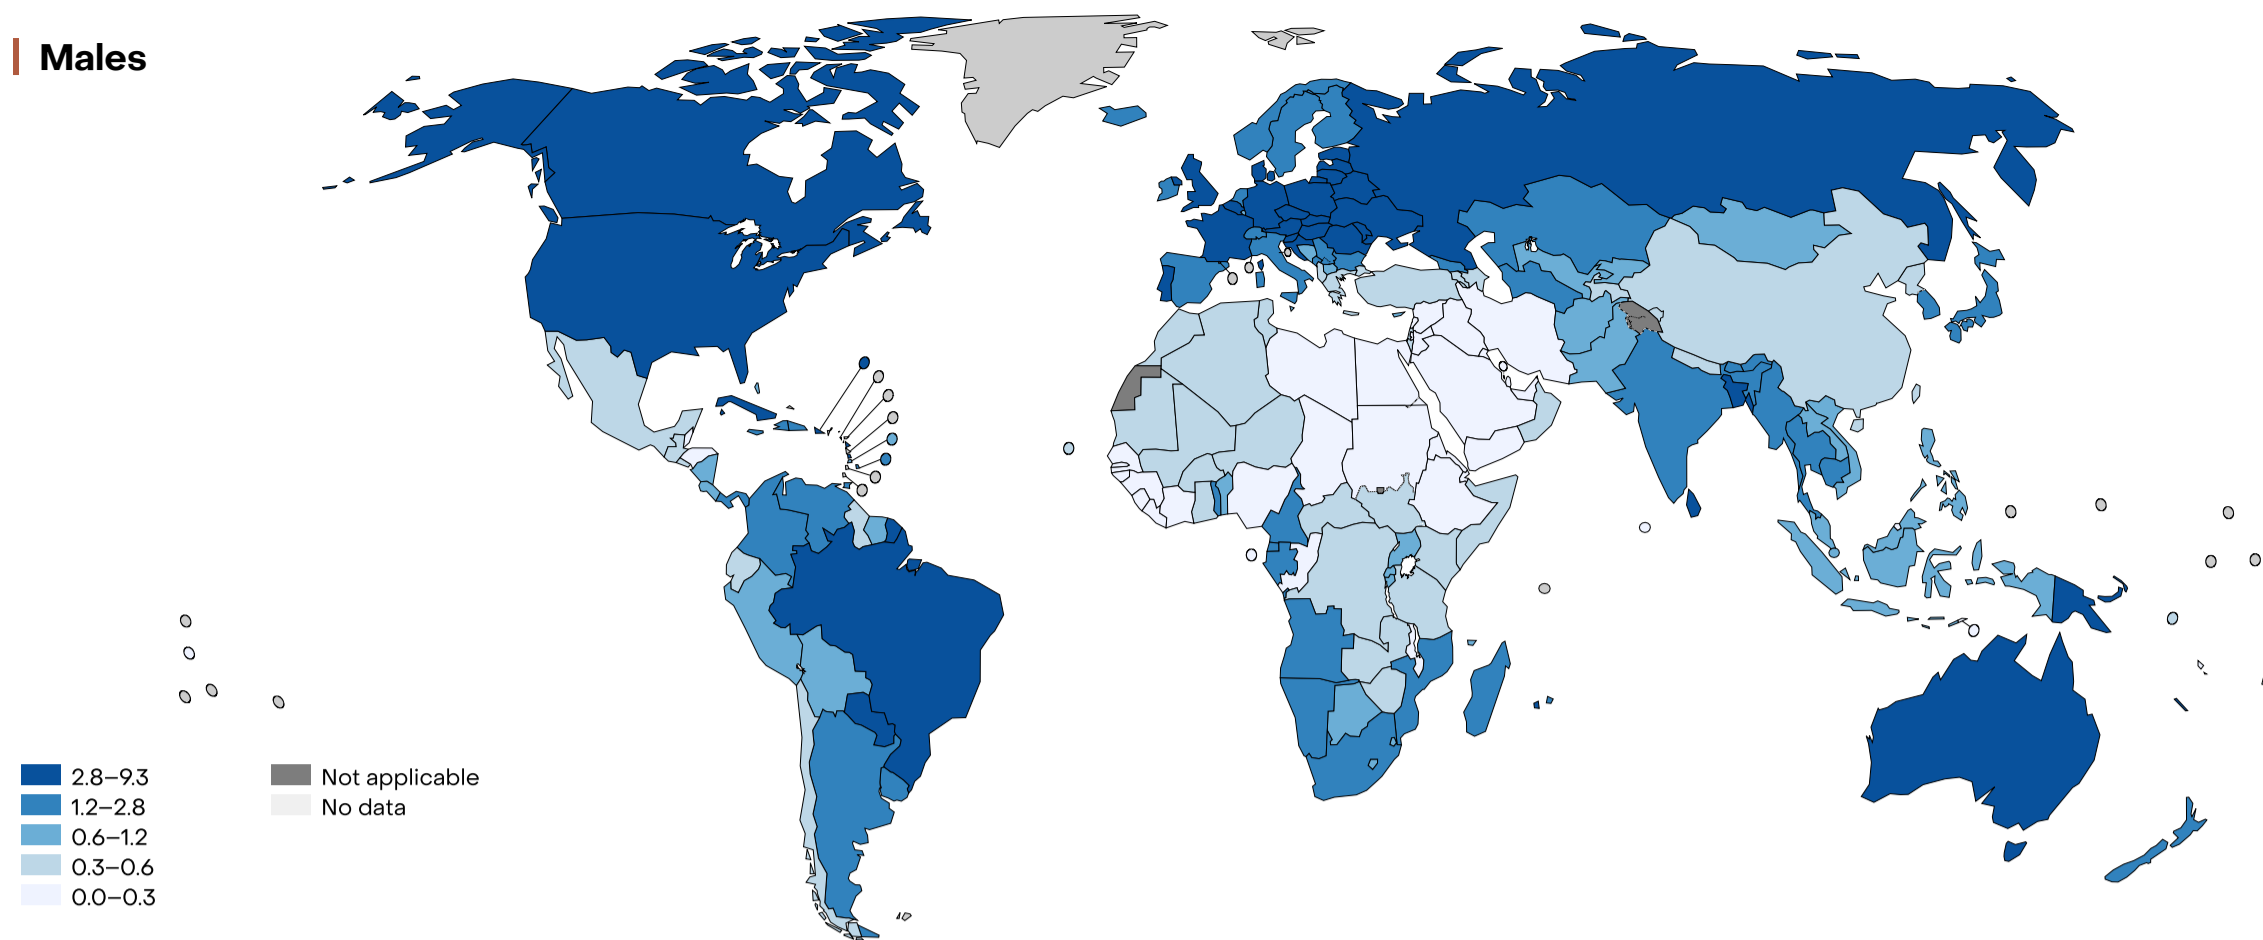 Males
2.8–9.3
1.2–2.8
0.6–1.2
0.3–0.6
0.0–0.3
Not applicable
No data